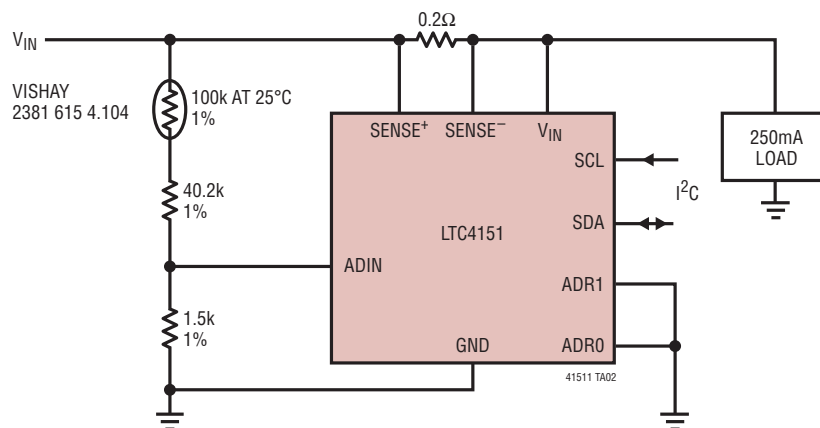 0.2Ω
VIN
VISHAY
2381 615 4.104
100k AT 25°C
1%
SENSE+
SENSE−
VIN
250mA
LOAD
SCL
I2C
40.2k
1%
SDA
LTC4151
ADIN
ADR1
1.5k
1%
GND
ADR0
41511 TA02